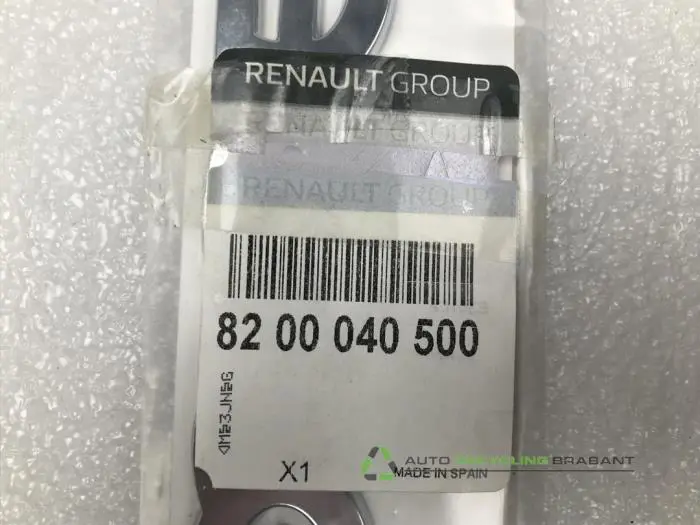 RENAULT GROUP
RENAULT GROUP
RENAULT GROUP
82 00 040 500
X1
MADE IN SPAIN
AUTO RECYCLING BRABANT